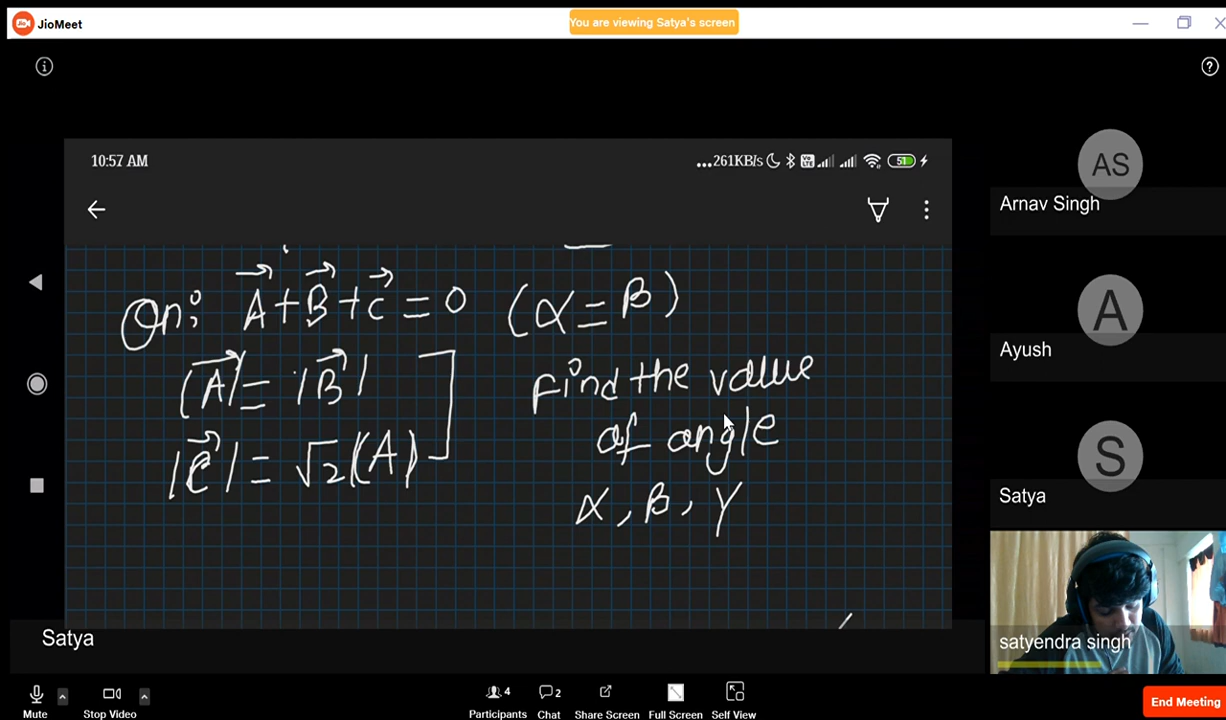 JioMeet
You are viewing Satya's screen
10:57 AM
...261KB/s
51
Qn: A + B + C = 0 (α = β)
|A| = |B|
Find the value
|C| = √2 |A|
of angle
α, β, γ
AS
Arnav Singh
A
Ayush
S
Satya
satyendra singh
Satya
Mute
Stop Video
4
Participants
2
Chat
Share Screen
Full Screen
Self View
End Meeting